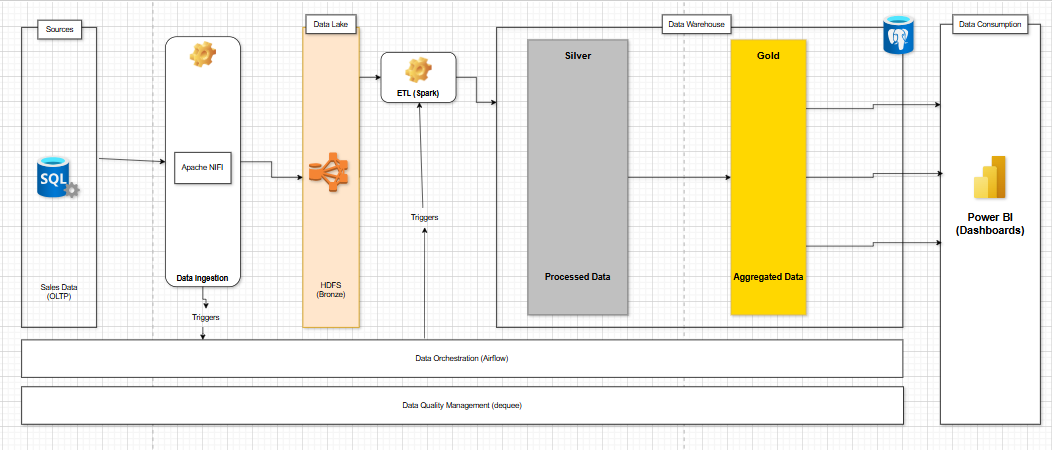 Sources
Data Lake
Data Warehouse
Data Consumption
Silver
Gold
ETL (Spark)
SQL
Apache NIFI
Triggers
Power BI
(Dashboards)
Data Ingestion
Processed Data
Aggregated Data
Sales Data
(OLTP)
HDFS
(Bronze)
Triggers
Data Orchestration (Airflow)
Data Quality Management (dequee)